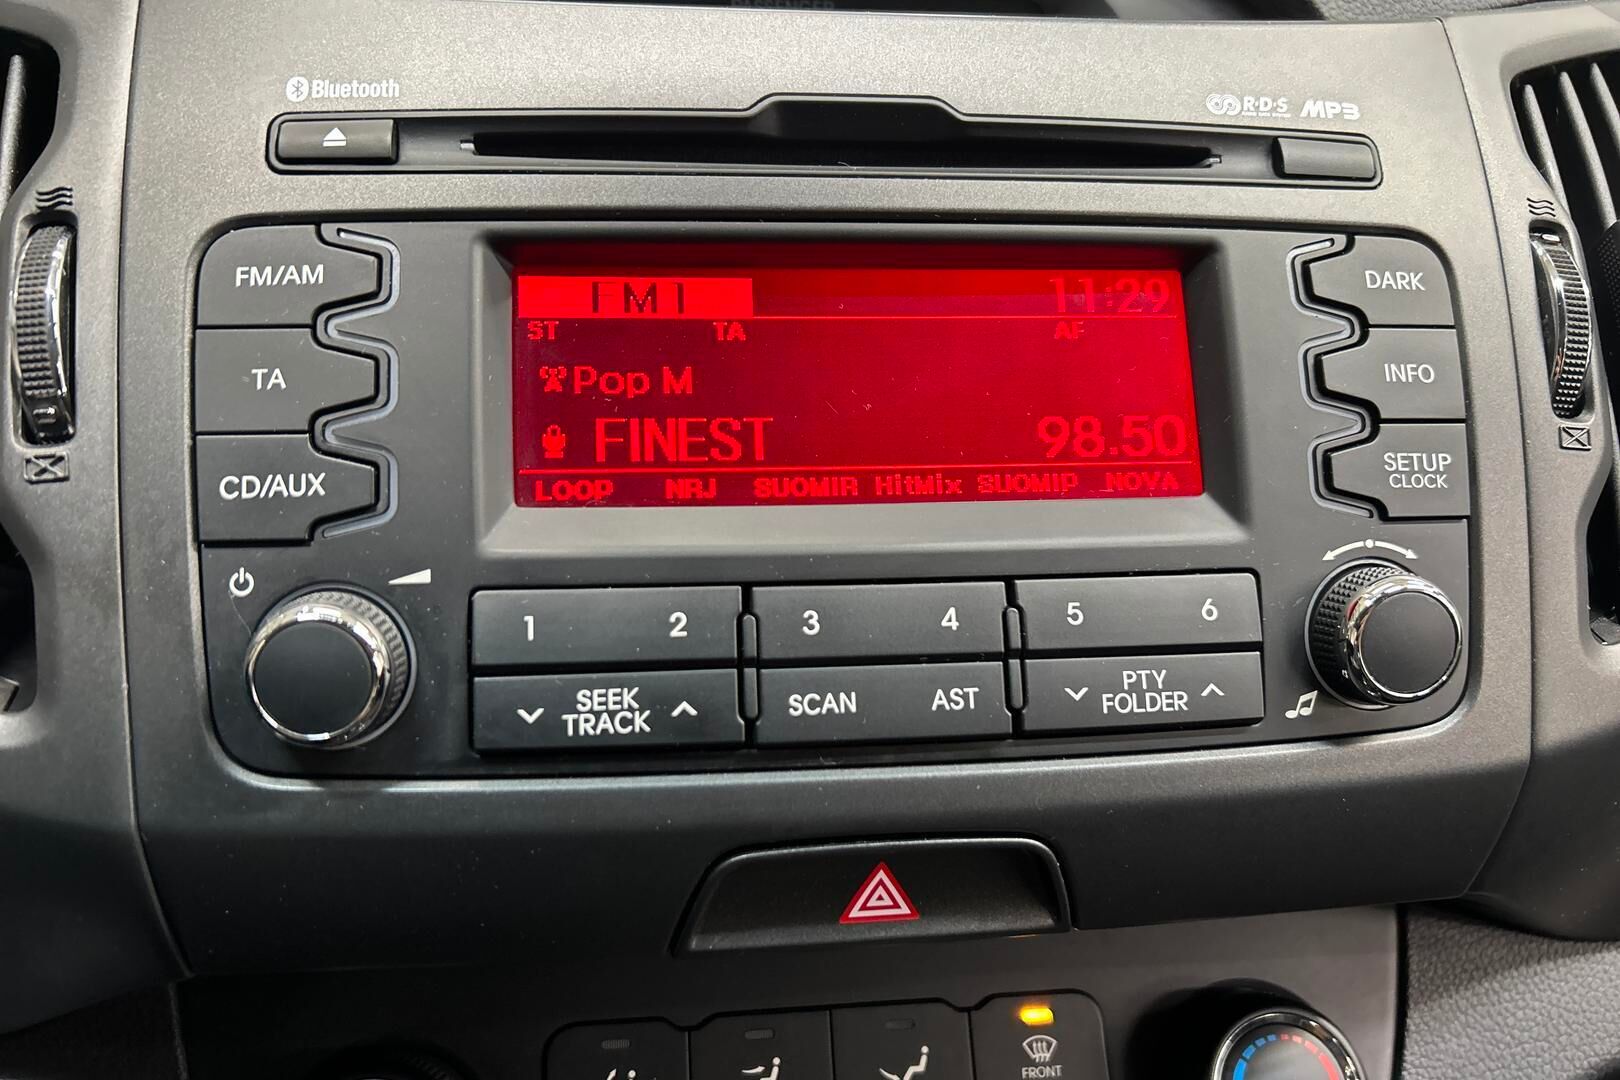 PASSENGER
Bluetooth
R·D·S MP3
FM/AM
TA
CD/AUX
FM1 11:29
ST TA AF
Pop M
FINEST 98.50
LOOP NRJ SUOMIR HitMix SUOMIP NOVA
DARK
INFO
SETUP
CLOCK
1 2 3 4 5 6
SEEK
TRACK
SCAN AST
PTY
FOLDER
FRONT